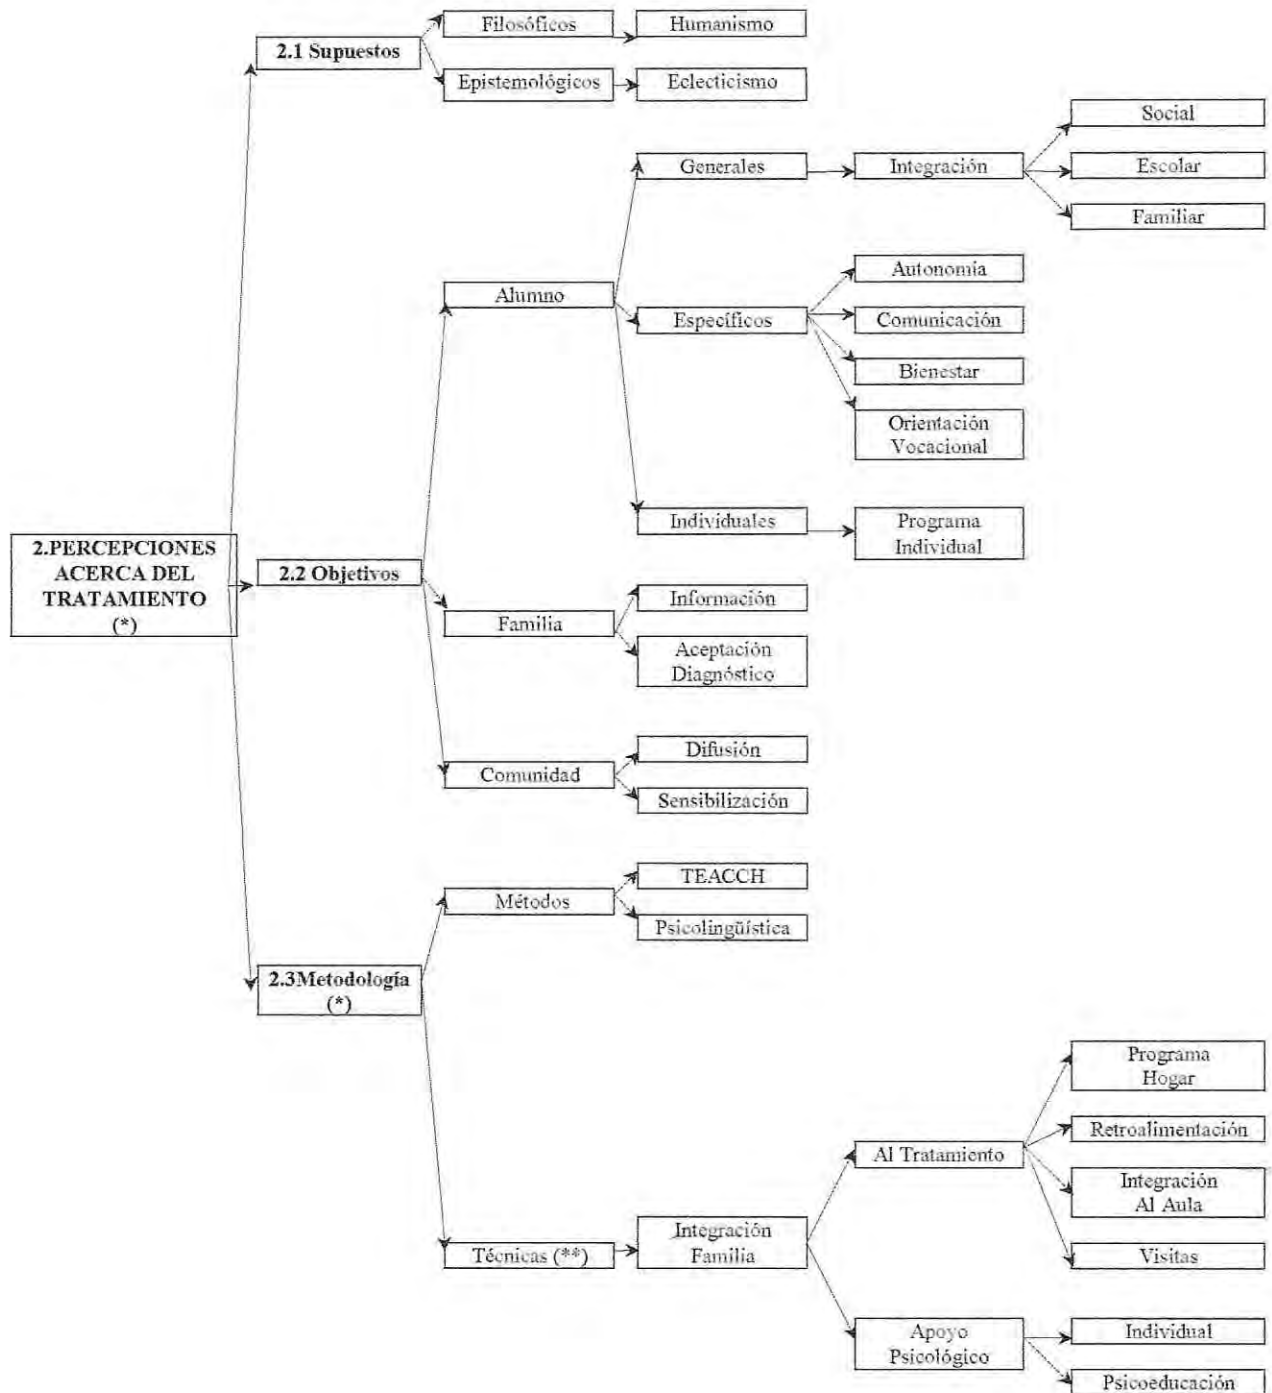 Filosóficos
Humanismo
2.1 Supuestos
Epistemológicos
Eclecticismo
Social
Generales
Integración
Escolar
Familiar
Autonomía
Alumno
Específicos
Comunicación
Bienestar
Orientación
Vocacional
Individuales
Programa
Individual
2.PERCEPCIONES
ACERCA DEL
TRATAMIENTO
(*)
2.2 Objetivos
Información
Familia
Aceptación
Diagnóstico
Difusión
Comunidad
Sensibilización
TEACCH
Métodos
Psicolingüística
2.3Metodología
(*)
Programa
Hogar
Retroalimentación
Al Tratamiento
Integración
Al Aula
Integración
Familia
Técnicas (**)
Visitas
Apoyo
Psicológico
Individual
Psicoeducación